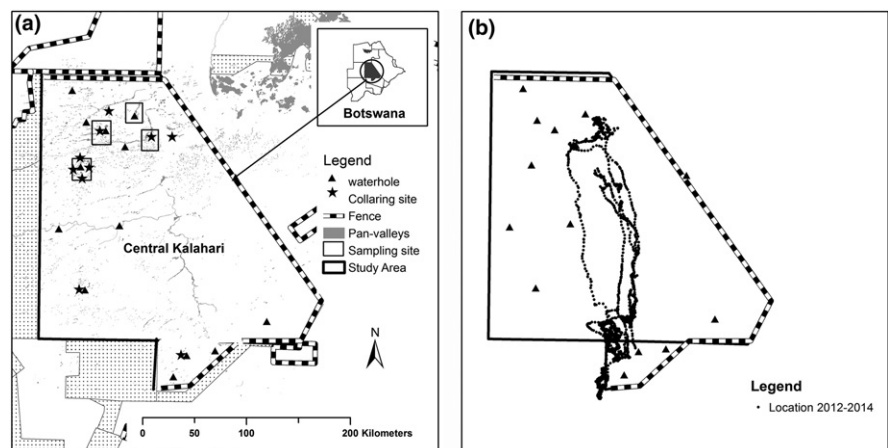 (a)
Botswana
Legend
waterhole
Collaring site
Fence
Pan-valleys
Sampling site
Study Area
Central Kalahari
N
0 50 100 200 Kilometers
(b)
Legend
Location 2012-2014